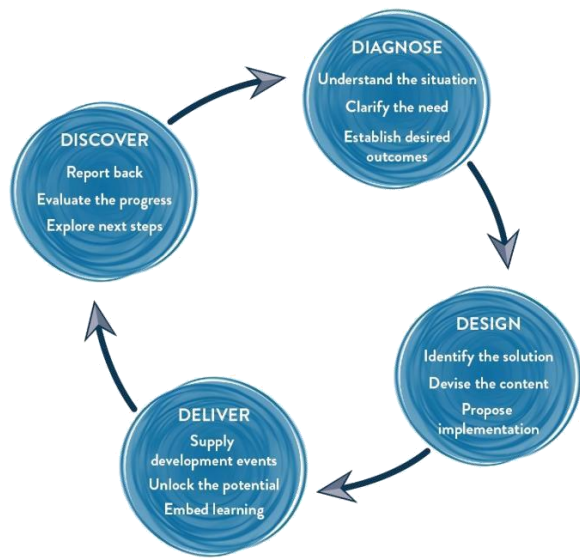 DIAGNOSE
Understand the situation
Clarify the need
Establish desired
outcomes
DISCOVER
Report back
Evaluate the progress
Explore next steps
DESIGN
Identify the solution
Devise the content
Propose
implementation
DELIVER
Supply
development events
Unlock the potential
Embed learning